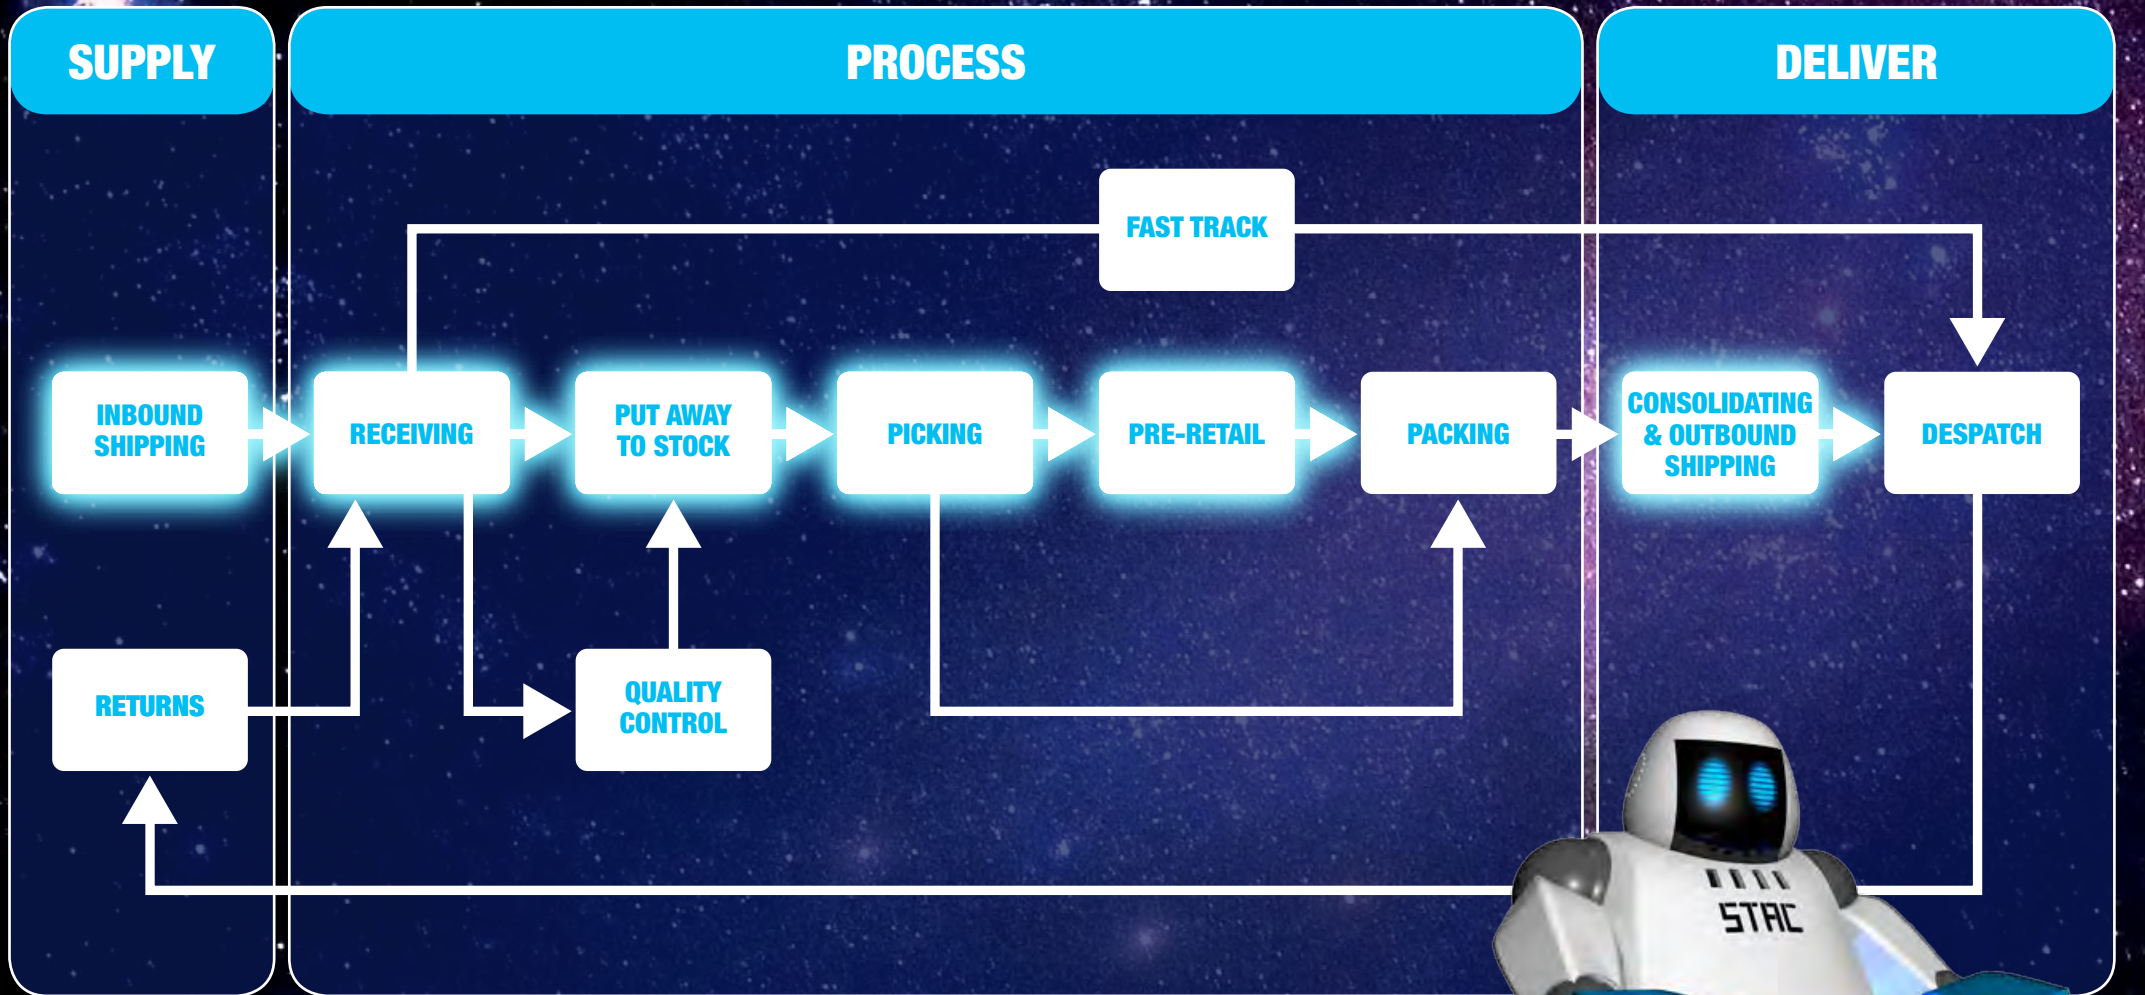 SUPPLY
PROCESS
DELIVER
FAST TRACK
INBOUND
SHIPPING
RECEIVING
PUT AWAY
TO STOCK
PICKING
PRE-RETAIL
PACKING
CONSOLIDATING
& OUTBOUND
SHIPPING
DESPATCH
RETURNS
QUALITY
CONTROL
STAC